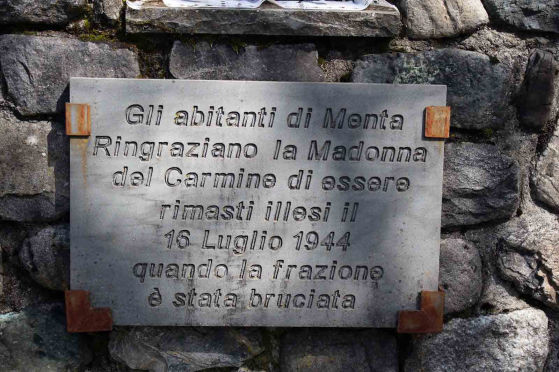 Gli abitanti di Menta
Ringraziano la Madonna
del Carmine di essere
rimasti illesi il
16 Luglio 1944
quando la frazione
è stata bruciata